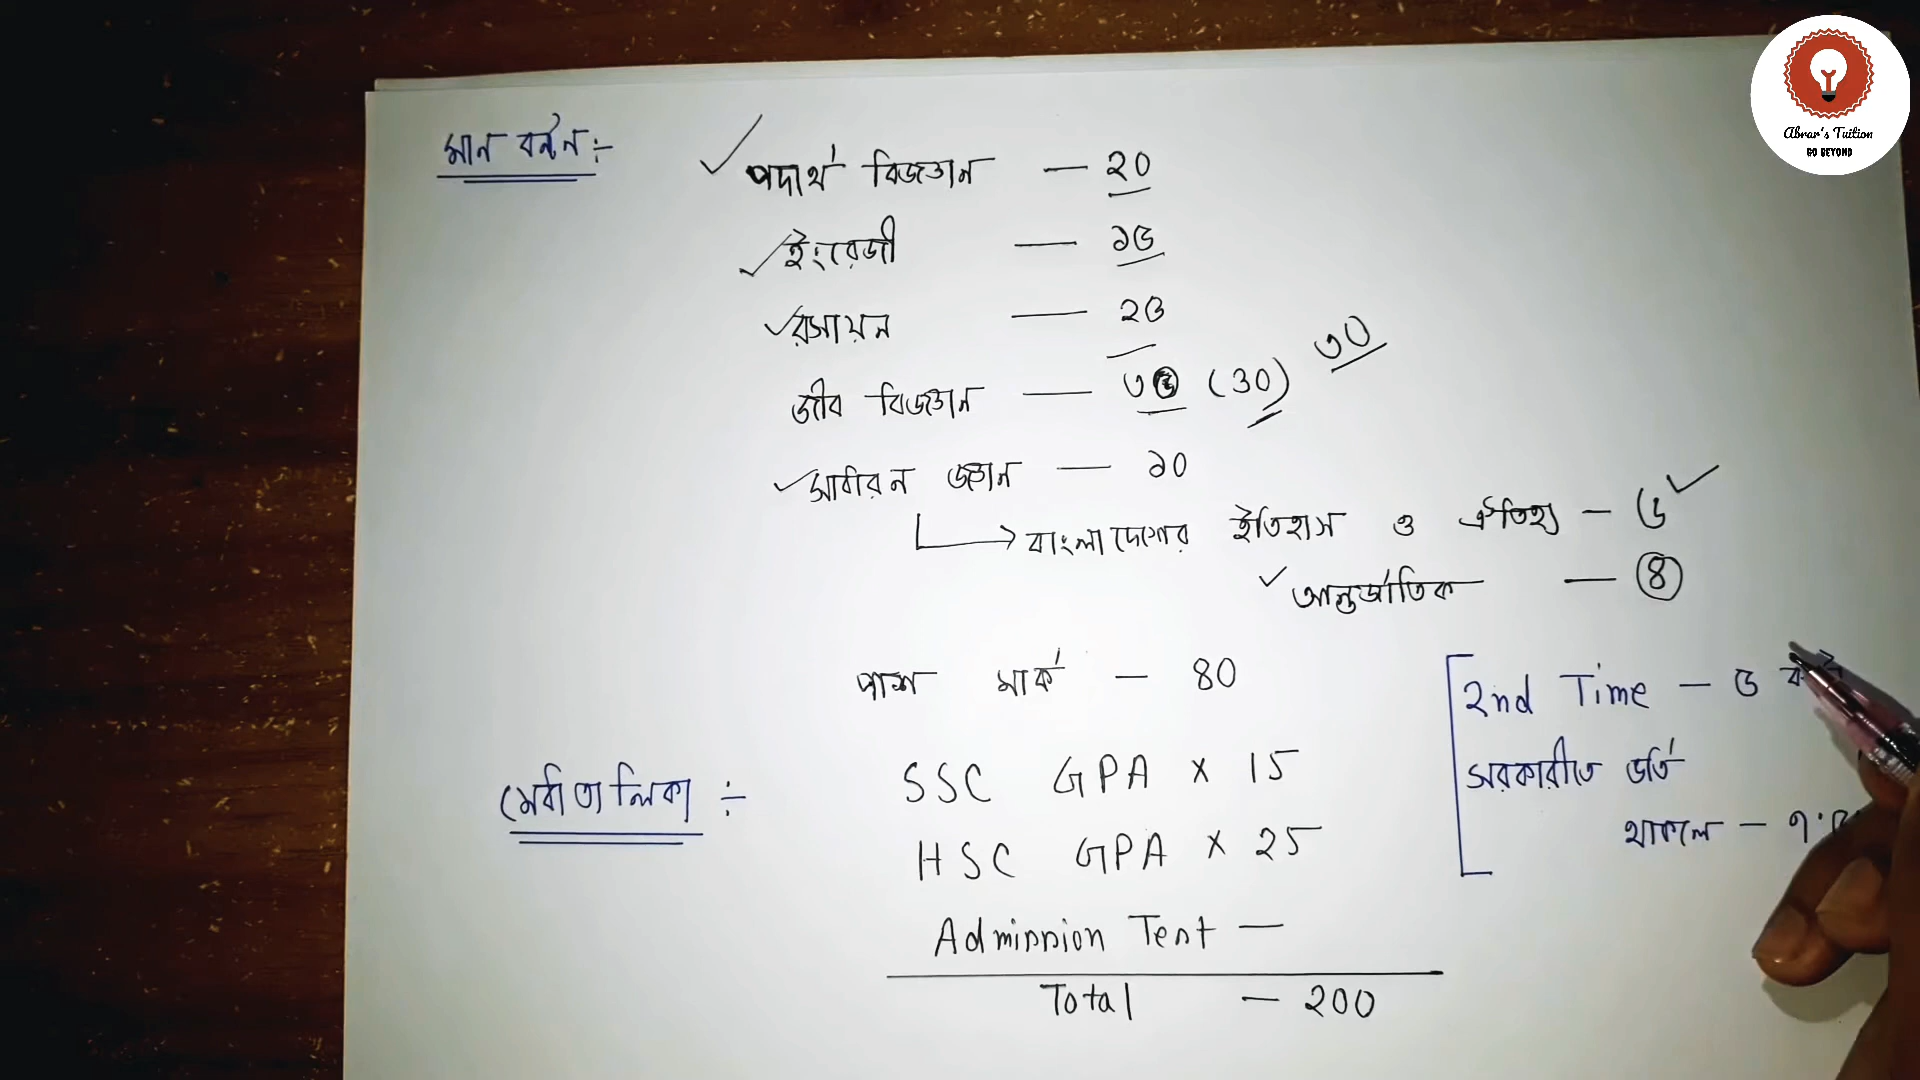 মান বন্টন :-
পদার্থ বিজ্ঞান — ২০
ইংরেজী — ১৫
রসায়ন — ২৫
জীব বিজ্ঞান — ৩৫ (30) ৩০
সাধারন জ্ঞান — ১০
বাংলাদেশের ইতিহাস ও ঐতিহ্য — ৬
আন্তর্জাতিক — ৪
পাশ মার্ক — ৪০
মেধা তালিকা :-
SSC GPA x 15
HSC GPA x 25
Admission Test —
Total — 200
2nd Time — ৫
সরকারীতে ভর্তি
থাকলে — ৭.
Abrar's Tuition
GO BEYOND